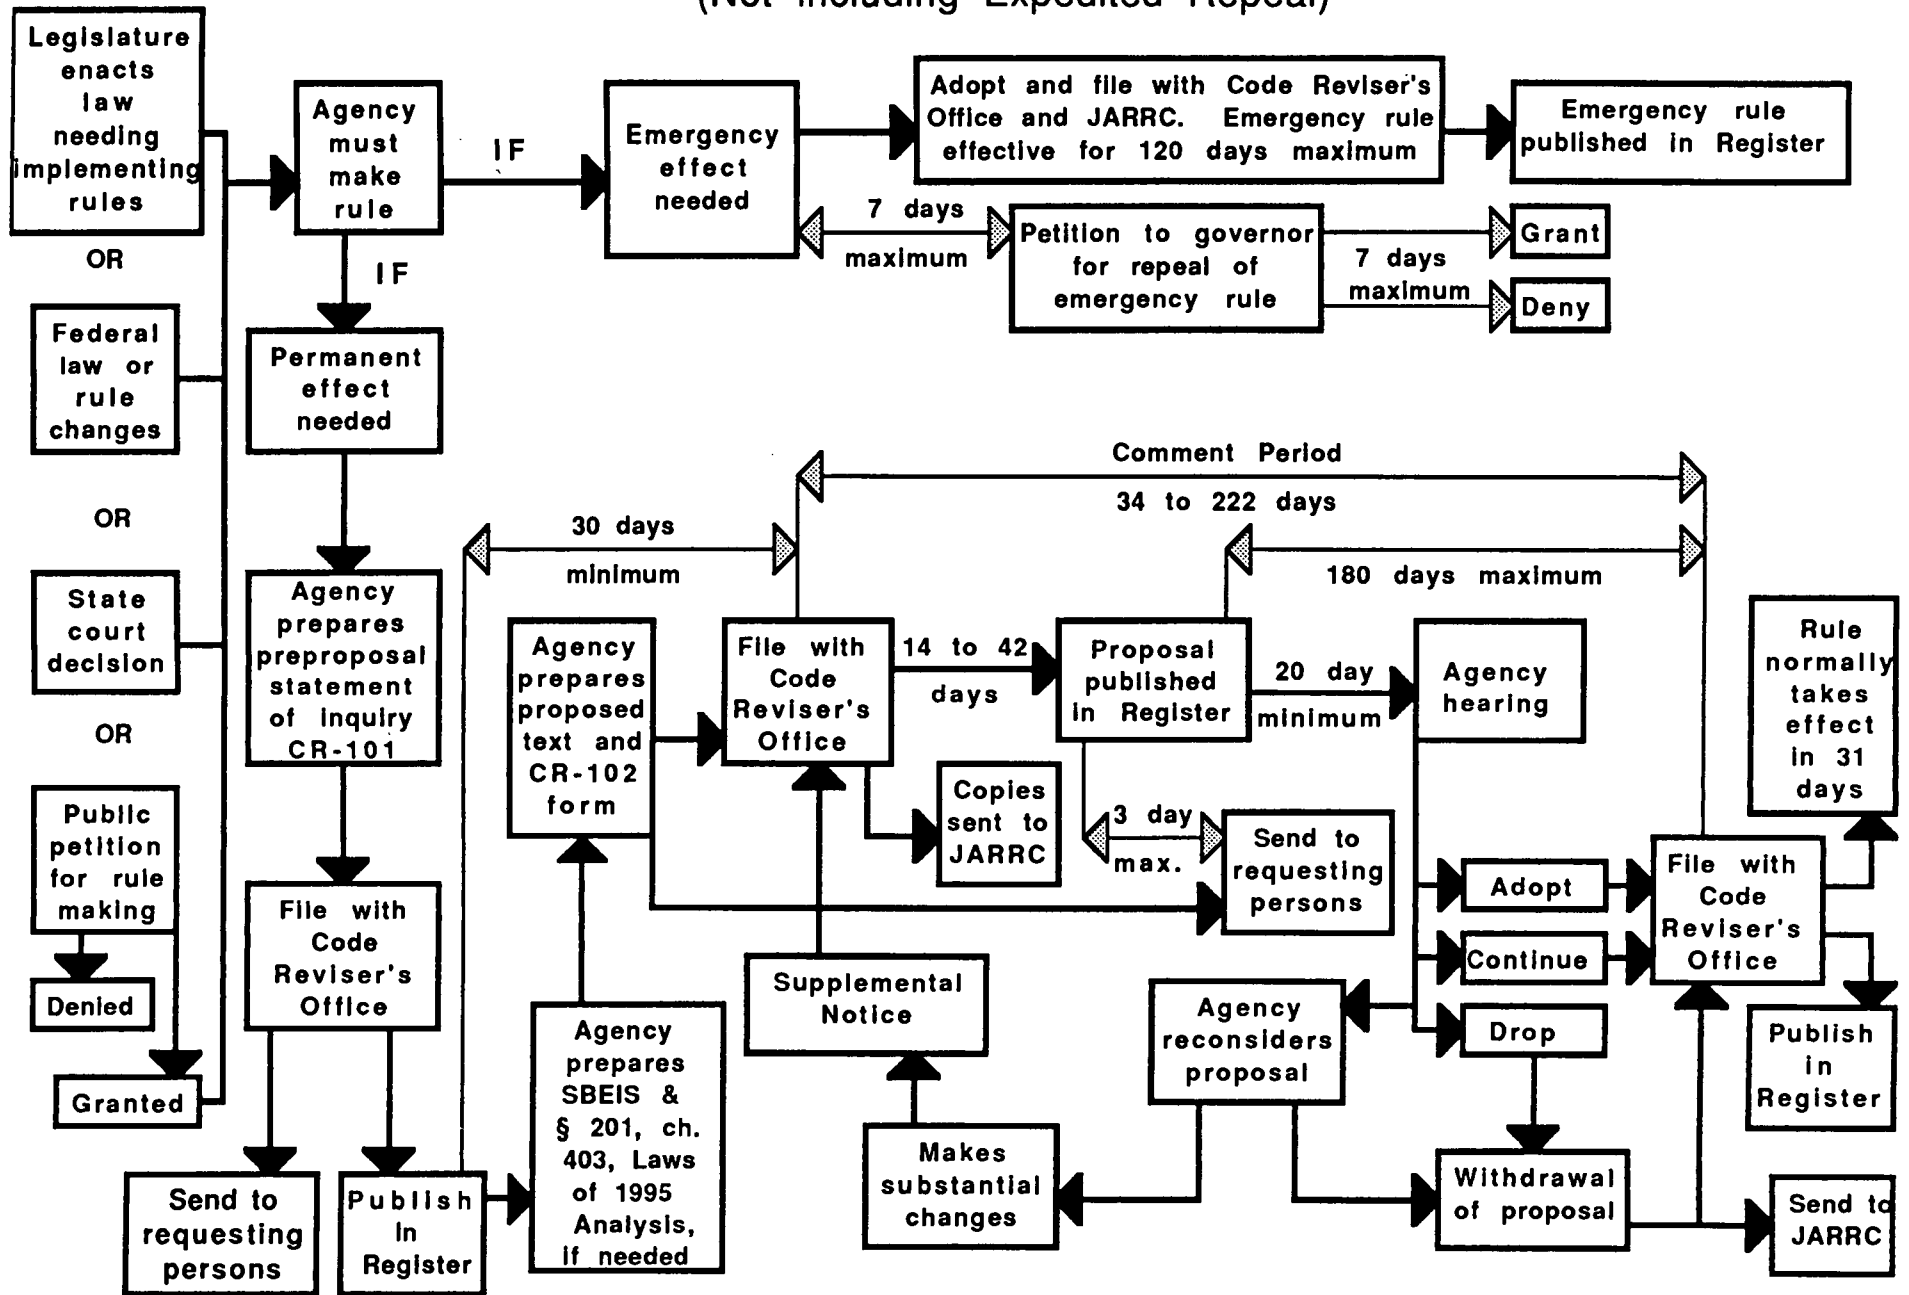 (Not Including Expedited Repeal)
Legislature
enacts
law
needing
implementing
rules
OR
Federal
law or
rule
changes
OR
State
court
decision
OR
Public
petition
for rule
making
Denied
Granted
Agency
must
make
rule
IF
IF
Emergency
effect
needed
Adopt and file with Code Reviser's
Office and JARRC. Emergency rule
effective for 120 days maximum
Emergency rule
published in Register
7 days
maximum
Petition to governor
for repeal of
emergency rule
7 days
maximum
Grant
Deny
Permanent
effect
needed
Agency
prepares
preproposal
statement
of inquiry
CR-101
File with
Code
Reviser's
Office
Send to
requesting
persons
Publish
In
Register
30 days
minimum
Agency
prepares
SBEIS &
§ 201, ch.
403, Laws
of 1995
Analysis,
if needed
Agency
prepares
proposed
text and
CR-102
form
File with
Code
Reviser's
Office
Comment Period
34 to 222 days
180 days maximum
14 to 42
days
Proposal
published
in Register
20 day
minimum
Agency
hearing
Copies
sent to
JARRC
3 day
max.
Send to
requesting
persons
Supplemental
Notice
Makes
substantial
changes
Agency
reconsiders
proposal
Adopt
Continue
Drop
Withdrawal
of proposal
File with
Code
Reviser's
Office
Rule
normally
takes
effect
in 31
days
Publish
in
Register
Send to
JARRC